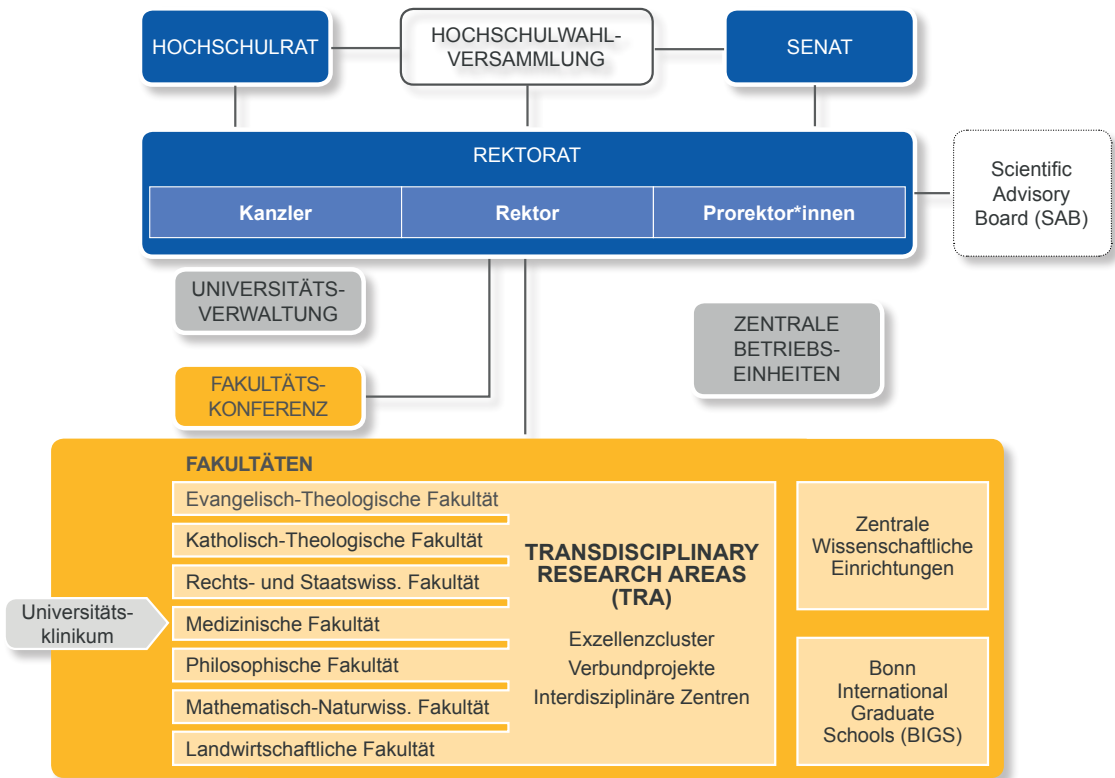 HOCHSCHULRAT
HOCHSCHULWAHL-
VERSAMMLUNG
SENAT
REKTORAT
Kanzler
Rektor
Prorektor*innen
Scientific
Advisory
Board (SAB)
UNIVERSITÄTS-
VERWALTUNG
ZENTRALE
BETRIEBS-
EINHEITEN
FAKULTÄTS-
KONFERENZ
FAKULTÄTEN
Evangelisch-Theologische Fakultät
Katholisch-Theologische Fakultät
Rechts- und Staatswiss. Fakultät
Medizinische Fakultät
Philosophische Fakultät
Mathematisch-Naturwiss. Fakultät
Landwirtschaftliche Fakultät
Universitäts-
klinikum
TRANSDISCIPLINARY
RESEARCH AREAS
(TRA)
Exzellenzcluster
Verbundprojekte
Interdisziplinäre Zentren
Zentrale
Wissenschaftliche
Einrichtungen
Bonn
International
Graduate
Schools (BIGS)